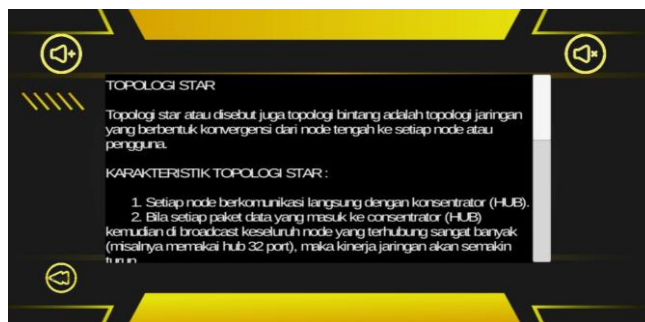 TOPOLOGI STAR
Topologi star atau disebut juga topologi bintang adalah topologi jaringan
yang berbentuk konvergensi dari node tengah ke setiap node atau
pengguna.
KARAKTERISTIK TOPOLOGI STAR :
1. Setiap node berkomunikasi langsung dengan konsentrator (HUB).
2. Bila setiap paket data yang masuk ke consentrator (HUB)
kemudian di broadcast keseluruh node yang terhubung sangat banyak
(misalnya memakai hub 32 port), maka kinerja jaringan akan semakin
turun